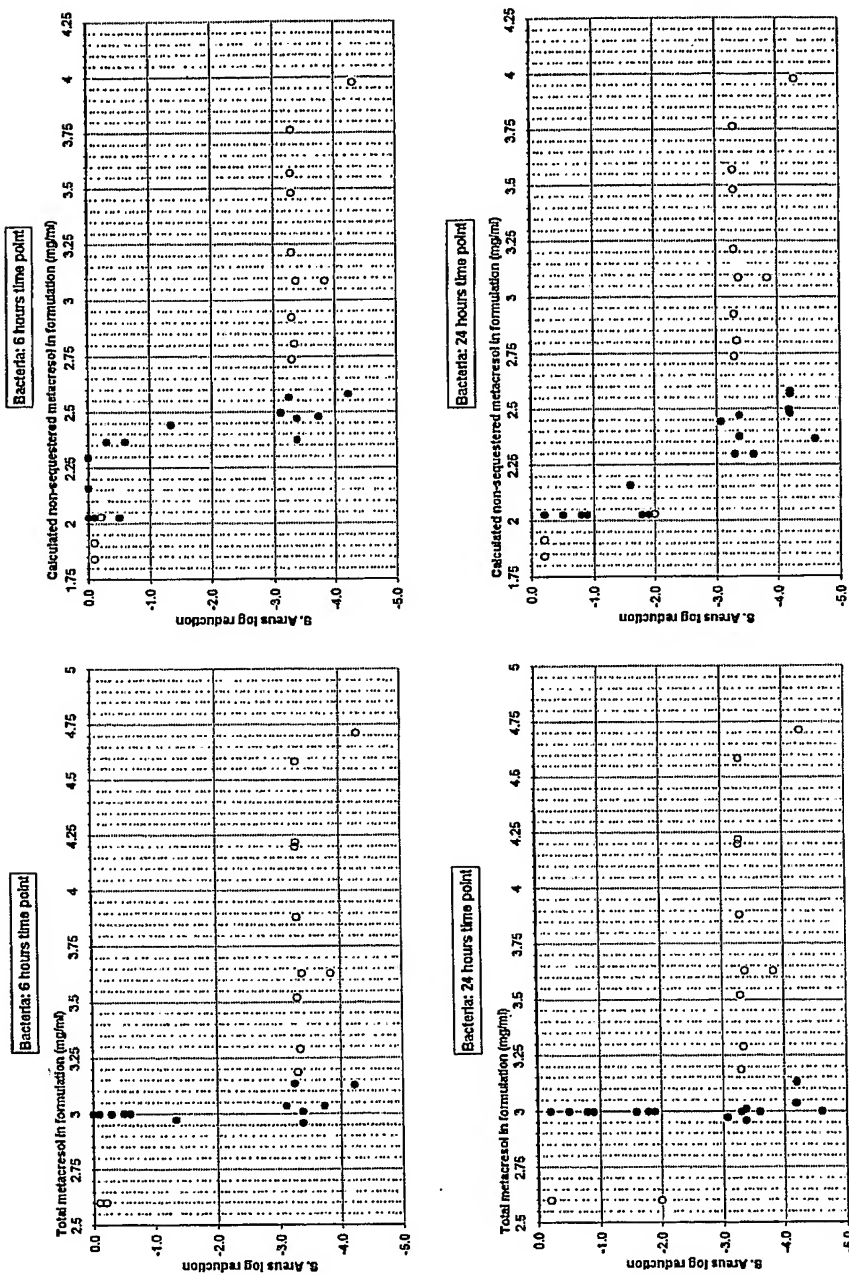 Bacteria: 6 hours time point
Total metacresol in formulation (mg/ml)
2.5 2.75 3 3.25 3.5 3.75 4 4.25 4.5 4.75 5
0.0
-1.0
-2.0
-3.0
-4.0
-5.0
S. Areus log reduction
Bacteria: 6 hours time point
Calculated non-sequestered metacresol in formulation (mg/ml)
1.75 2 2.25 2.5 2.75 3 3.25 3.5 3.75 4 4.25
0.0
-1.0
-2.0
-3.0
-4.0
-5.0
S. Areus log reduction
Bacteria: 24 hours time point
Total metacresol in formulation (mg/ml)
2.5 2.75 3 3.25 3.5 3.75 4 4.25 4.5 4.75 5
0.0
-1.0
-2.0
-3.0
-4.0
-5.0
S. Areus log reduction
Bacteria: 24 hours time point
Calculated non-sequestered metacresol in formulation (mg/ml)
1.75 2 2.25 2.5 2.75 3 3.25 3.5 3.75 4 4.25
0.0
-1.0
-2.0
-3.0
-4.0
-5.0
S. Areus log reduction